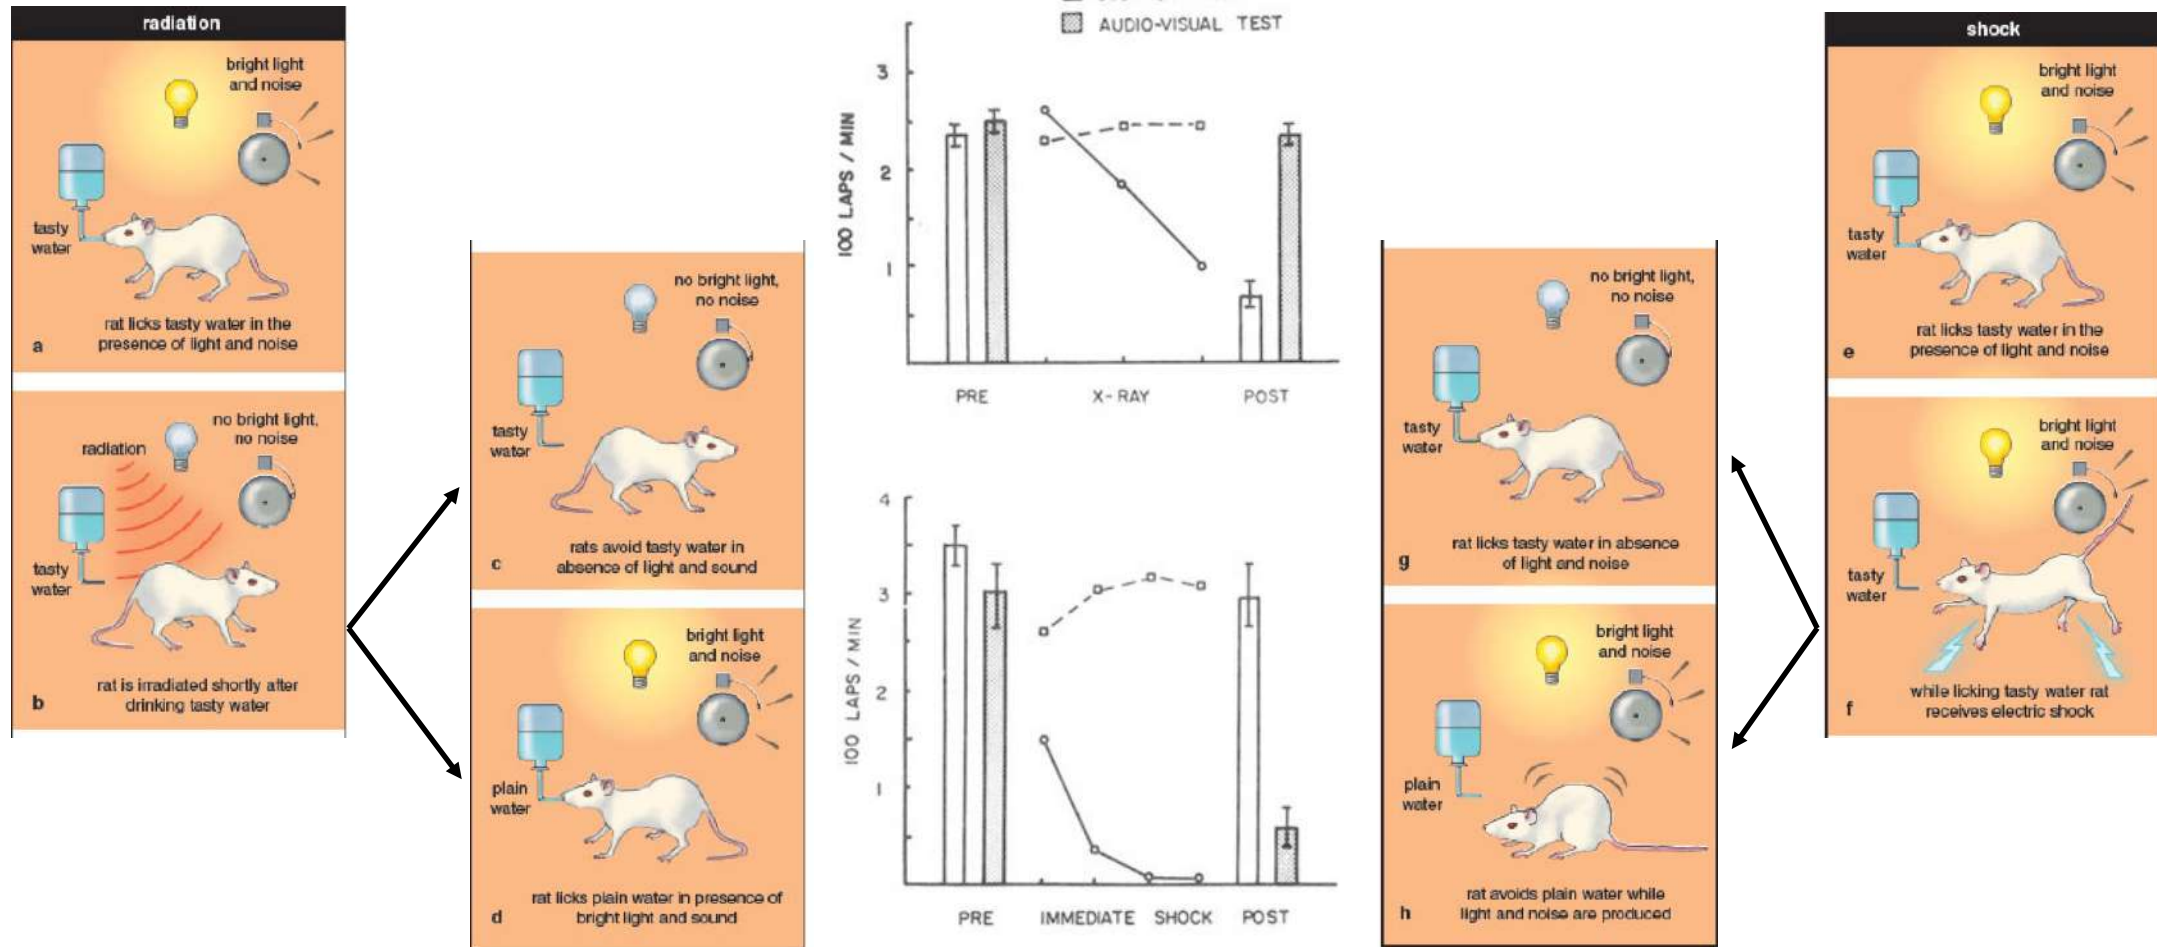 radiation
bright light
and noise
tasty
water
rat licks tasty water in the
presence of light and noise
a
radiation
no bright light,
no noise
tasty
water
rat is irradiated shortly after
drinking tasty water
b
no bright light,
no noise
tasty
water
rats avoid tasty water in
absence of light and sound
c
bright light
and noise
plain
water
rat licks plain water in presence of
bright light and sound
d
AUDIO-VISUAL TEST
100 LAPS / MIN
3
2
1
PRE
X-RAY
POST
100 LAPS / MIN
4
3
2
1
PRE
IMMEDIATE SHOCK
POST
no bright light,
no noise
tasty
water
rat licks tasty water in absence
of light and noise
g
bright light
and noise
plain
water
rat avoids plain water while
light and noise are produced
h
shock
bright light
and noise
tasty
water
rat licks tasty water in the
presence of light and noise
e
bright light
and noise
tasty
water
while licking tasty water rat
receives electric shock
f